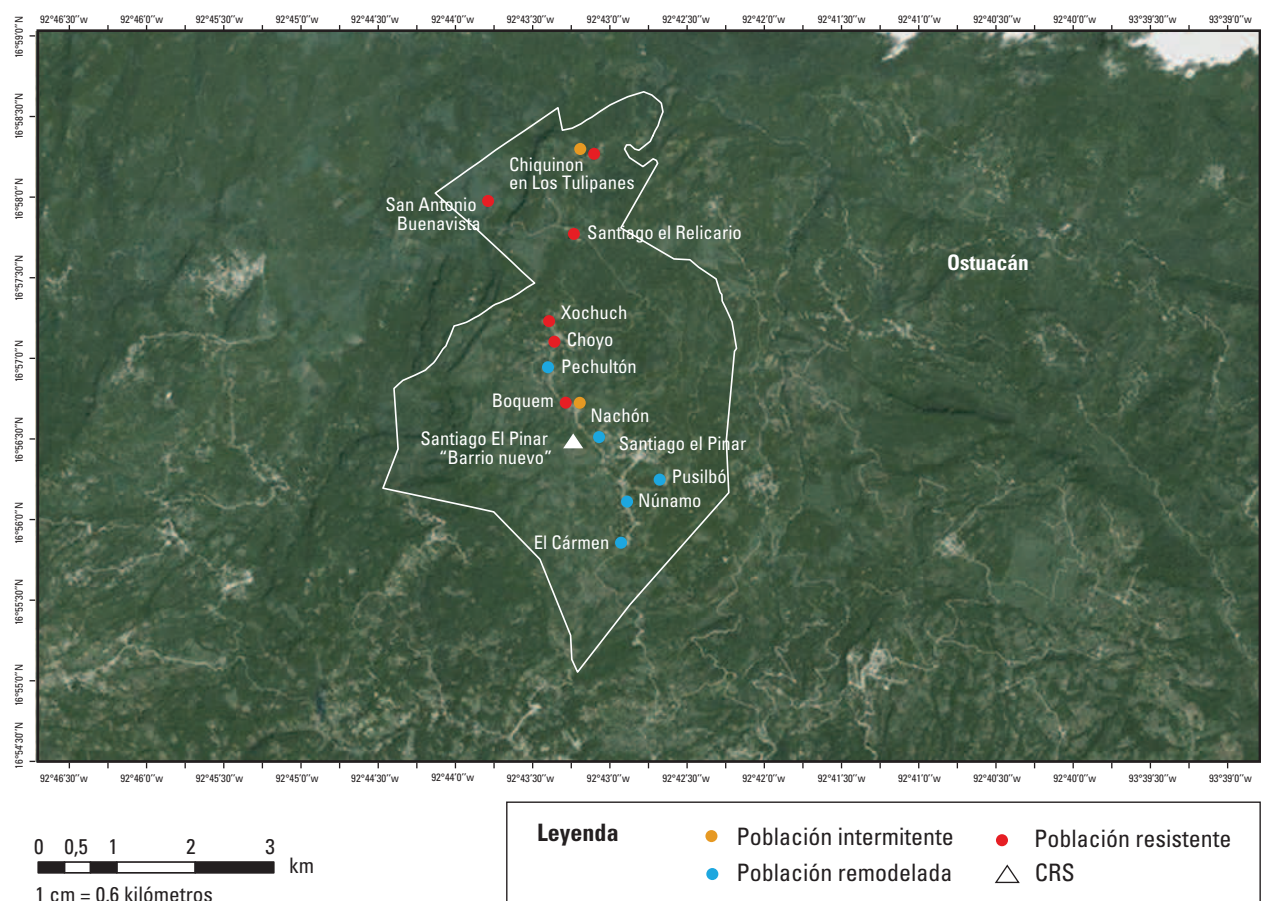 92°46'30''W 92°46'0''W 92°45'30''W 92°45'0''W 92°44'30''W 92°44'0''W 92°43'30''W 92°43'0''W 92°42'30''W 92°42'0''W 92°41'30''W 92°41'0''W 92°40'30''W 92°40'0''W 93°39'30''W 93°39'0''W
16°59'0''N
16°58'30''N
16°58'0''N
16°57'30''N
16°57'0''N
16°56'30''N
16°56'0''N
16°55'30''N
16°55'0''N
16°54'30''N
Chiquinon
en Los Tulipanes
San Antonio
Buenavista
Santiago el Relicario
Ostuacán
Xochuch
Choyo
Pechultón
Boquem
Nachón
Santiago El Pinar
"Barrio nuevo"
Santiago el Pinar
Pusilbó
Núnamo
El Cármen
92°46'30''W 92°46'0''W 92°45'30''W 92°45'0''W 92°44'30''W 92°44'0''W 92°43'30''W 92°43'0''W 92°42'30''W 92°42'0''W 92°41'30''W 92°41'0''W 92°40'30''W 92°40'0''W 93°39'30''W 93°39'0''W
0 0,5 1 2 3
km
1 cm = 0.6 kilómetros
Leyenda
Población intermitente
Población resistente
Población remodelada
CRS